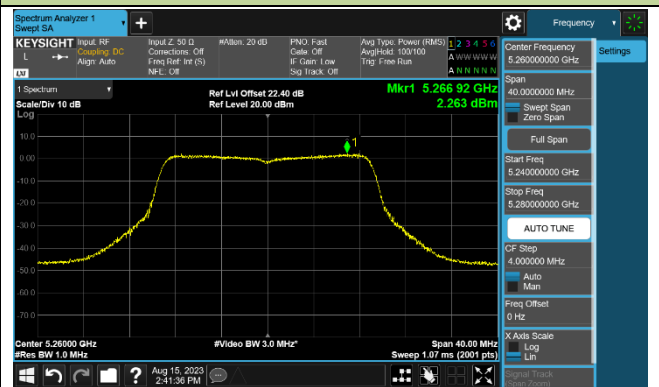 Spectrum Analyzer 1
Swept SA
+
Frequency
KEYSIGHT
Input: RF
Coupling: DC
Align: Auto
Input Z: 50 Ω
Corrections: Off
Freq Ref: Int (S)
NFE: Off
#Atten: 20 dB
PNO: Fast
Gate: Off
IF Gain: Low
Sig Track: Off
Avg Type: Power (RMS)
Avg|Hold: 100/100
Trig: Free Run
1 2 3 4 5 6
A W W W W W
A N N N N N
L
LXI
1 Spectrum
Scale/Div 10 dB
Log
Ref Lvl Offset 22.40 dB
Ref Level 20.00 dBm
Mkr1 5.266 92 GHz
2.263 dBm
1
10.0
0.00
-10.0
-20.0
-30.0
-40.0
-50.0
-60.0
-70.0
Center 5.26000 GHz
#Res BW 1.0 MHz
#Video BW 3.0 MHz*
Span 40.00 MHz
Sweep 1.07 ms (2001 pts)
Center Frequency
5.260000000 GHz
Settings
Span
40.0000000 MHz
Swept Span
Zero Span
Full Span
Start Freq
5.240000000 GHz
Stop Freq
5.280000000 GHz
AUTO TUNE
CF Step
4.000000 MHz
Auto
Man
Freq Offset
0 Hz
X Axis Scale
Log
Lin
Signal Track
(Span Zoom)
?
Aug 15, 2023
2:41:36 PM